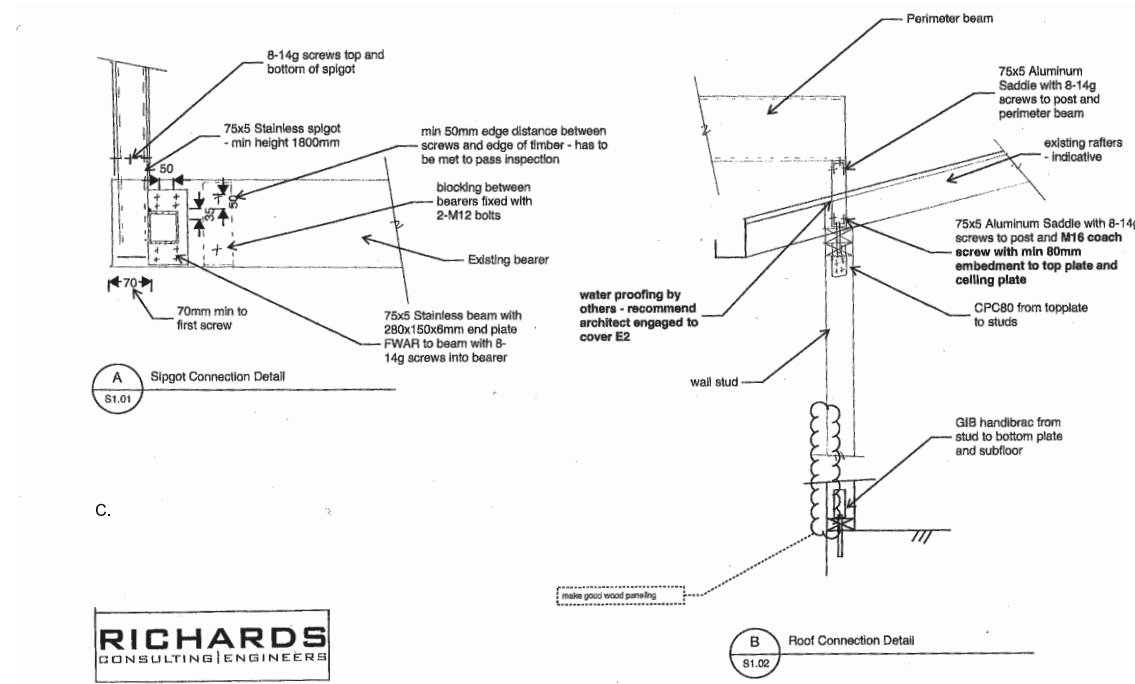 8-14g screws top and
bottom of spigot
75x5 Stainless spigot
- min height 1800mm
50
min 50mm edge distance between
screws and edge of timber - has to
be met to pass inspection
35
50
blocking between
bearers fixed with
2-M12 bolts
Existing bearer
70
70mm min to
first screw
75x5 Stainless beam with
280x150x6mm end plate
FWAR to beam with 8-
14g screws into bearer
A
S1.01
Sipgot Connection Detail
C.
RICHARDS
CONSULTING|ENGINEERS
Perimeter beam
75x5 Aluminum
Saddle with 8-14g
screws to post and
perimeter beam
existing rafters
- indicative
75x5 Aluminum Saddle with 8-14g
screws to post and M16 coach
screw with min 80mm
embedment to top plate and
ceiling plate
CPC80 from topplate
to studs
water proofing by
others - recommend
architect engaged to
cover E2
wall stud
GIB handibrac from
stud to bottom plate
and subfloor
make good wood paneling
B
S1.02
Roof Connection Detail